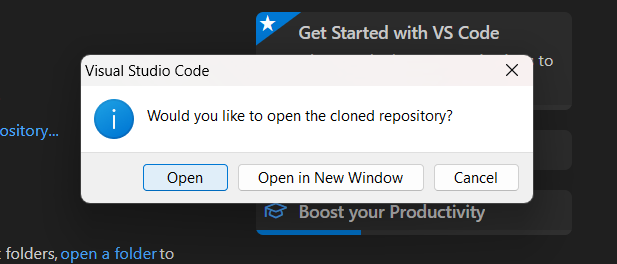 Get Started with VS Code
to
Visual Studio Code
Would you like to open the cloned repository?
ository...
Open
Open in New Window
Cancel
Boost your Productivity
folders, open a folder to